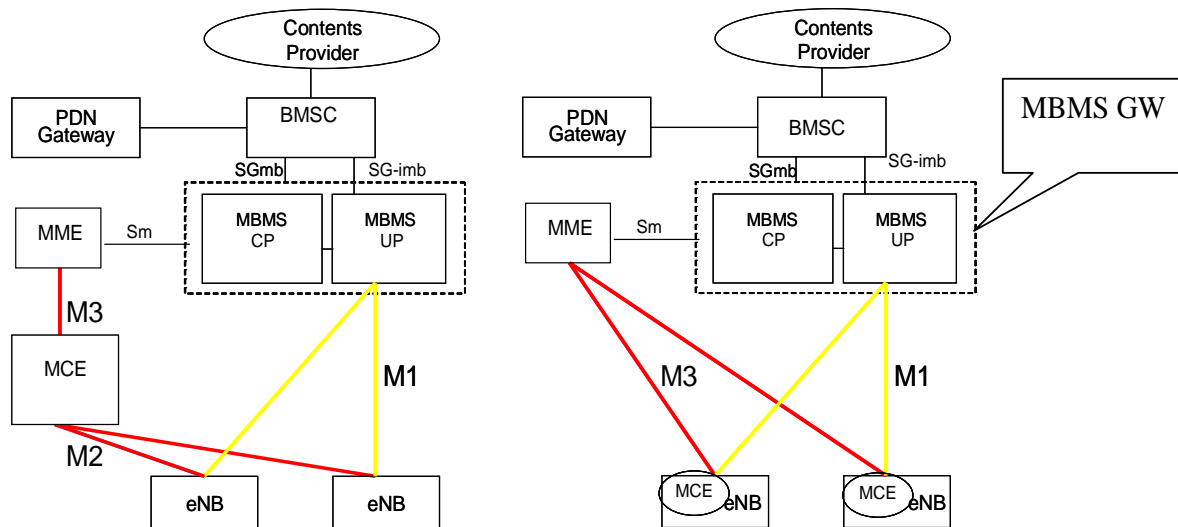 Contents
Provider
PDN
Gateway
BMSC
SGmb
SG-imb
MBMS
CP
MBMS
UP
MME
Sm
M3
MCE
M1
M2
eNB
eNB
Contents
Provider
MBMS GW
PDN
Gateway
BMSC
SGmb
SG-imb
MBMS
CP
MBMS
UP
MME
Sm
M3
M1
MCE
eNB
MCE
eNB